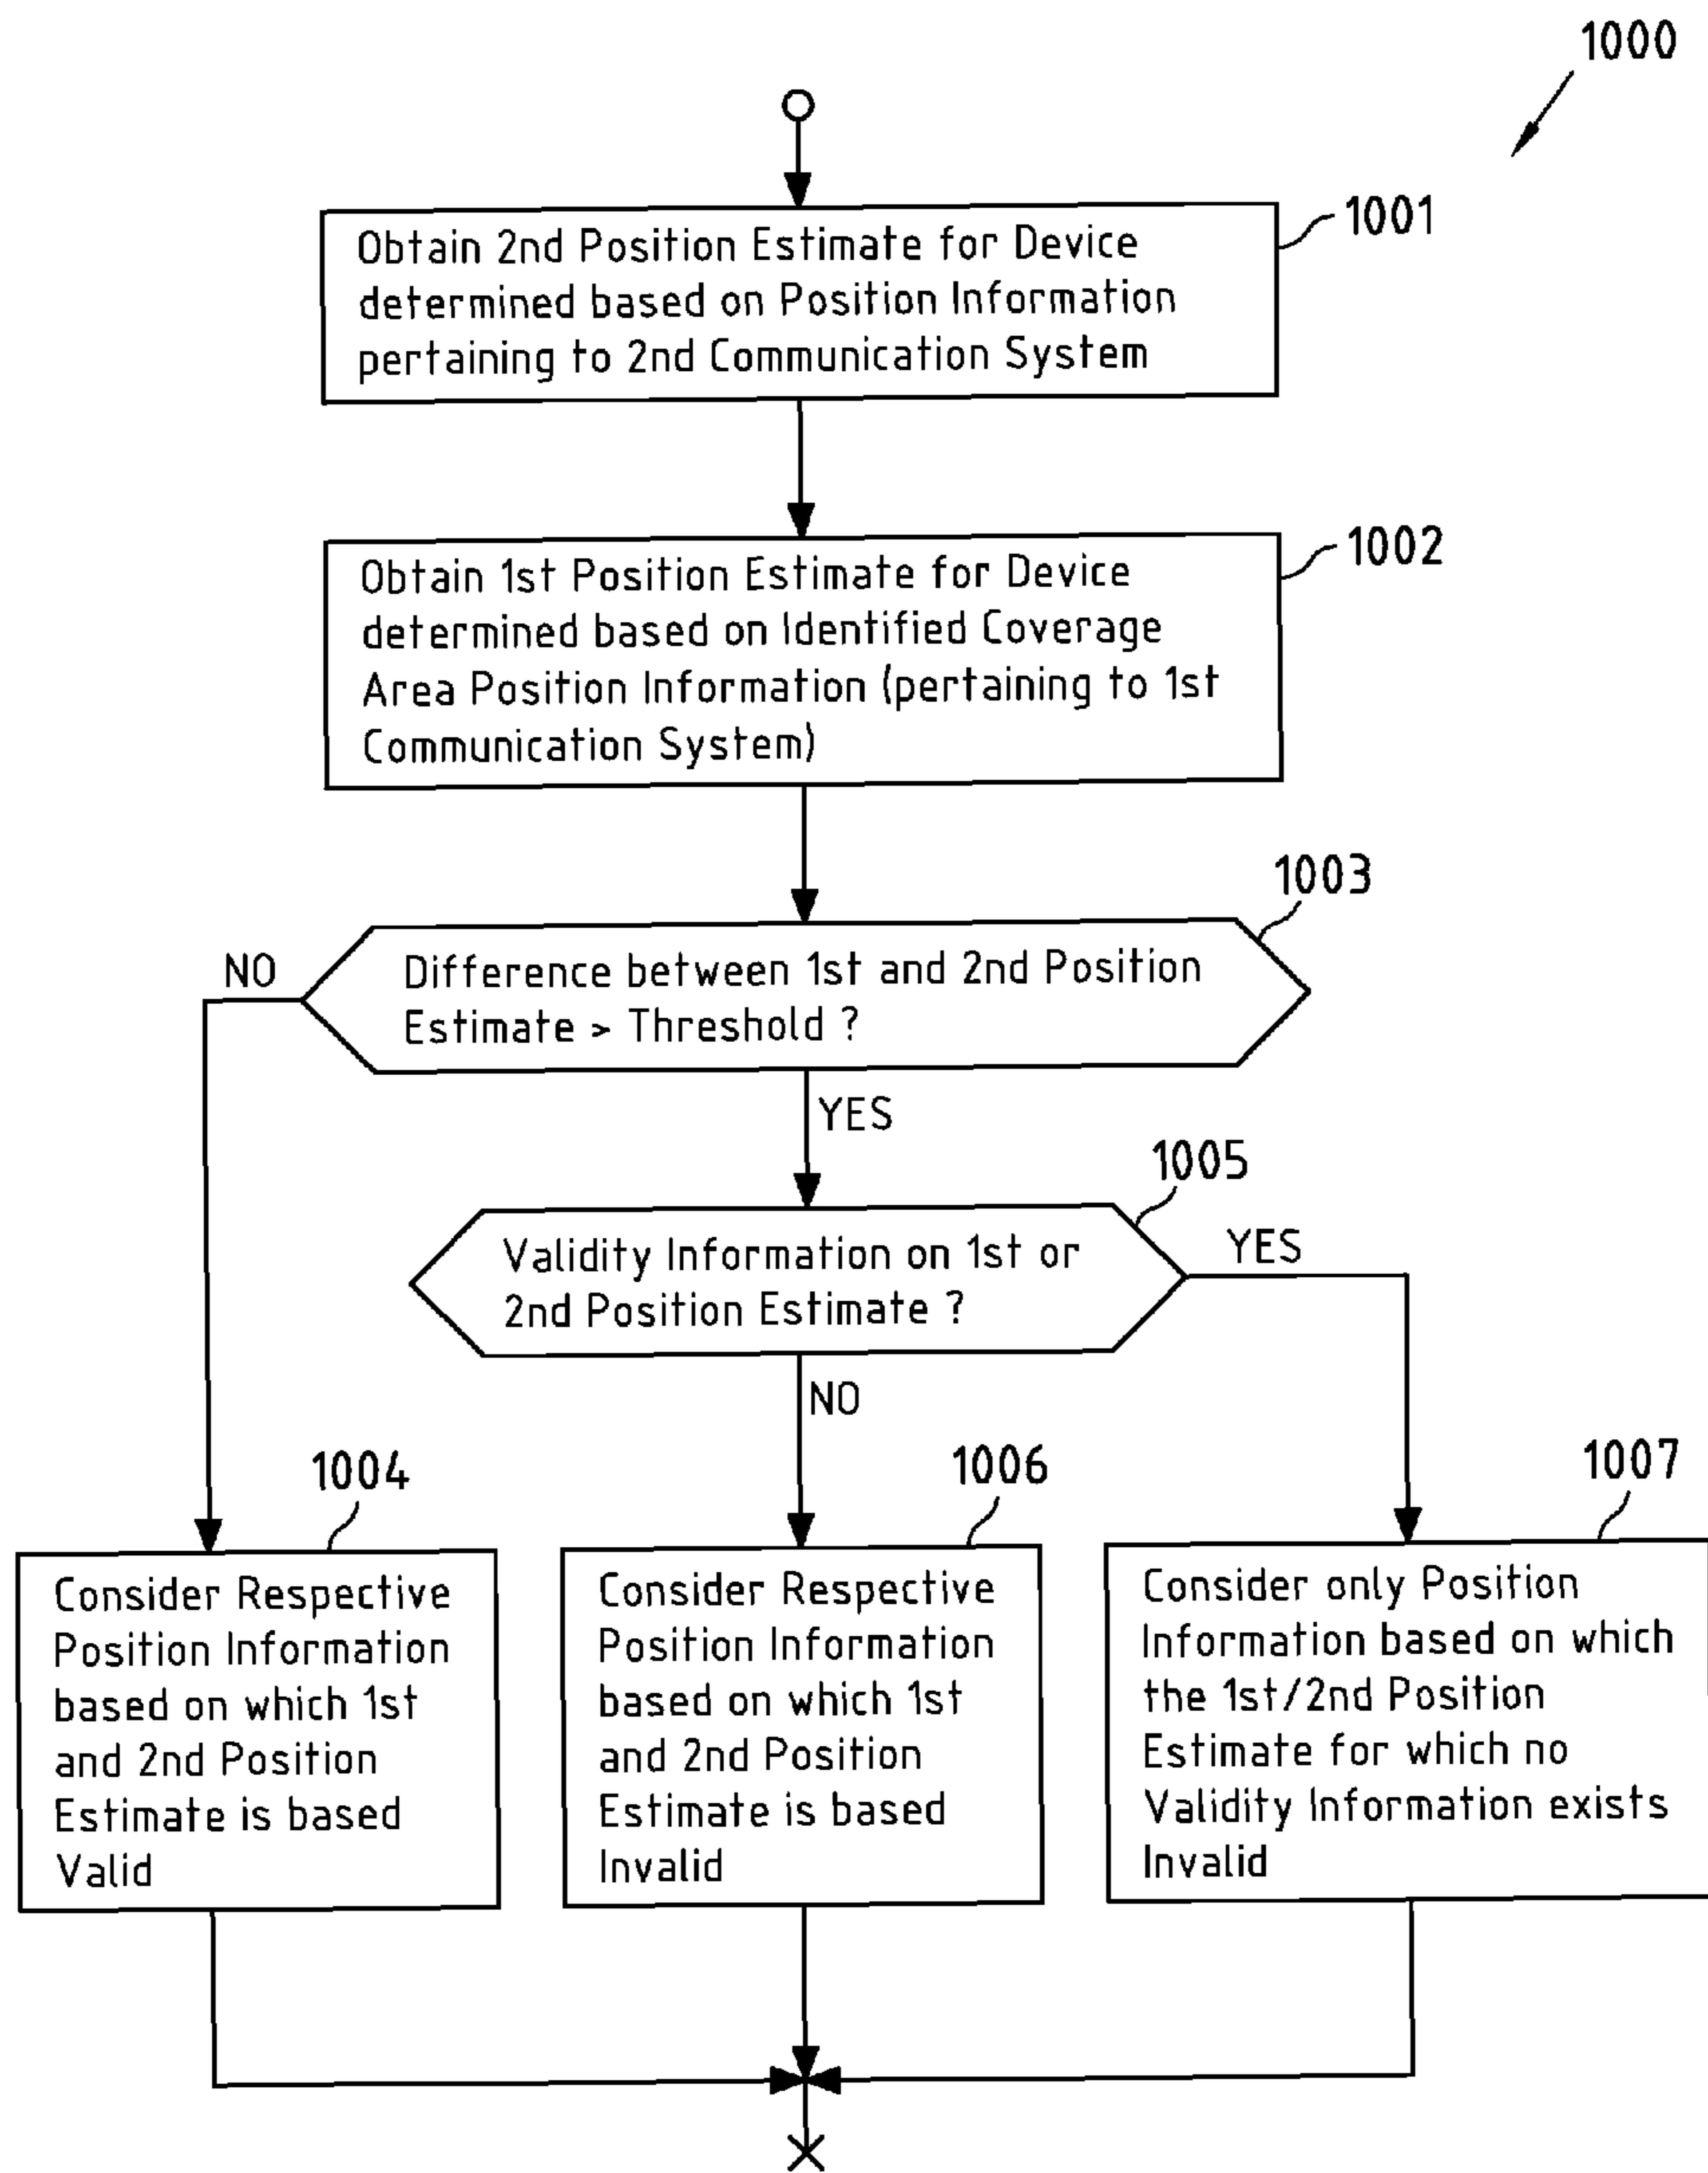 1000
1001
Obtain 2nd Position Estimate for Device
determined based on Position Information
pertaining to 2nd Communication System
1002
Obtain 1st Position Estimate for Device
determined based on Identified Coverage
Area Position Information (pertaining to 1st
Communication System)
1003
NO
Difference between 1st and 2nd Position
Estimate > Threshold ?
YES
1005
Validity Information on 1st or
2nd Position Estimate ?
YES
NO
1004
Consider Respective
Position Information
based on which 1st
and 2nd Position
Estimate is based
Valid
1006
Consider Respective
Position Information
based on which 1st
and 2nd Position
Estimate is based
Invalid
1007
Consider only Position
Information based on which
the 1st/2nd Position
Estimate for which no
Validity Information exists
Invalid